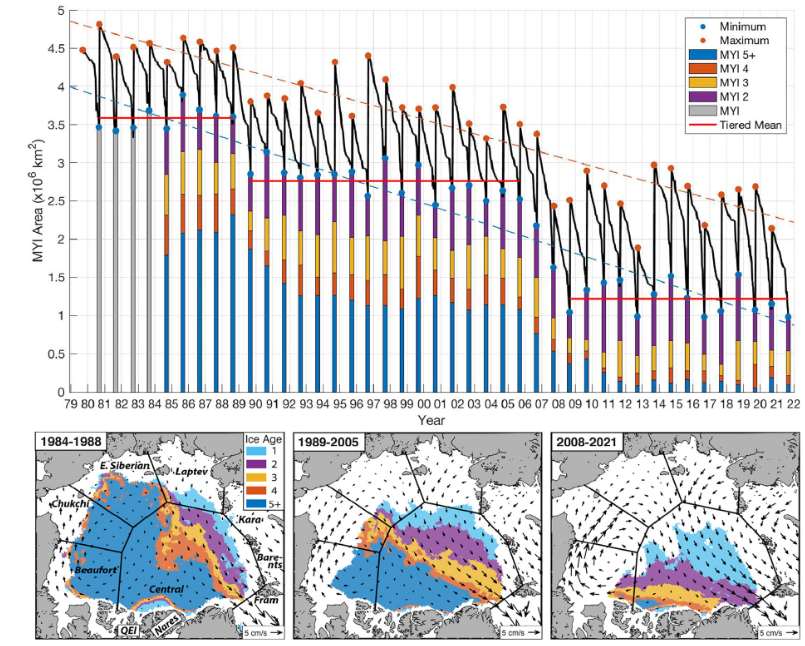 5
4.5
4
3.5
3
2.5
2
1.5
1
0.5
0
MYI Area (x10⁶ km²)
Minimum
Maximum
MYI 5+
MYI 4
MYI 3
MYI 2
MYI
Tiered Mean
79 80 81 82 83 84 85 86 87 88 89 90 91 92 93 94 95 96 97 98 99 00 01 02 03 04 05 06 07 08 09 10 11 12 13 14 15 16 17 18 19 20 21 22
Year
1984-1988
Ice Age
1
2
3
4
5+
E. Siberian
Laptev
Chukchi
Kara
Bare-
nts
Beaufort
Central
Fram
QEI
Nares
5 cm/s
1989-2005
5 cm/s
2008-2021
5 cm/s